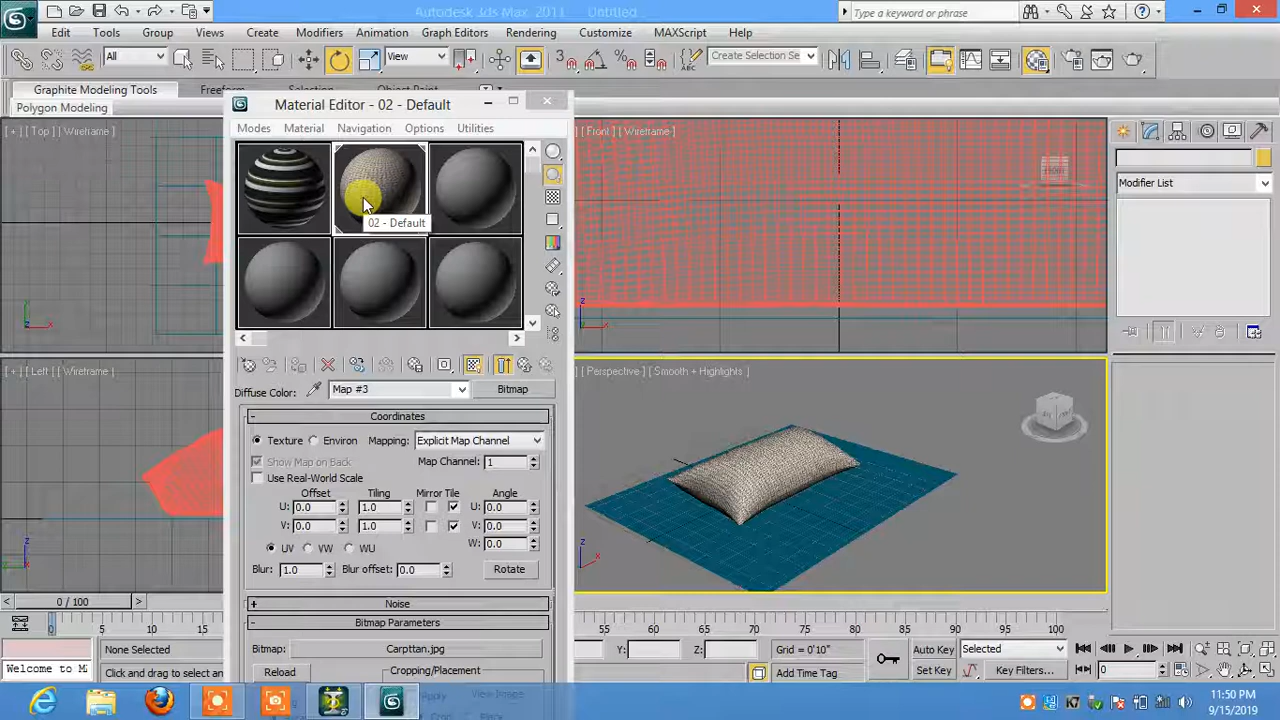 Autodesk 3ds Max 2011 Untitled
Type a keyword or phrase
Edit Tools Group Views Create Modifiers Animation Graph Editors Rendering Customize MAXScript Help
All View 3 Create Selection Se
Graphite Modeling Tools Freeform Selection Object Paint
Polygon Modeling
Material Editor - 02 - Default
Modes Material Navigation Options Utilities
[ + ] [ Top ] [ Wireframe ]
[ Front ] [ Wireframe ]
FRONT
Modifier List
02 - Default
[ + ] [ Left ] [ Wireframe ]
[ Perspective ] [ Smooth + Highlights ]
Diffuse Color: Map #3 Bitmap
- Coordinates
Texture Environ Mapping: Explicit Map Channel
Show Map on Back Map Channel: 1
Use Real-World Scale
Offset Tiling Mirror Tile Angle
U: 0.0 1.0 U: 0.0
V: 0.0 1.0 V: 0.0
W: 0.0
UV VW WU
Blur: 1.0 Blur offset: 0.0 Rotate
+ Noise
- Bitmap Parameters
Bitmap: Carpttan.jpg
Reload Cropping/Placement
Apply View Image
0 / 100
0 5 10 15 55 60 65 70 75 80 85 90 95 100
None Selected Y: Z: Grid = 0'10" Auto Key Selected
Welcome to M Click and drag to select an Add Time Tag Set Key Key Filters... 0
11:50 PM
9/15/2019